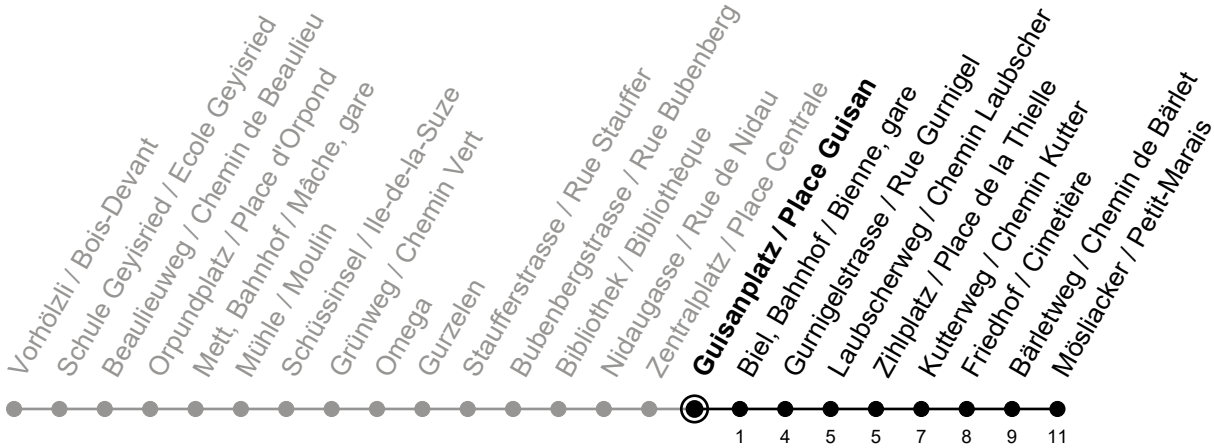 Vorhölzli / Bois-Devant
Schule Geyisried / Ecole Geyisried
Beaulieuweg / Chemin de Beaulieu
Orpundplatz / Place d'Orpond
Mett, Bahnhof / Mâche, gare
Mühle / Moulin
Schüssinsel / Ile-de-la-Suze
Grünweg / Chemin Vert
Omega
Gurzelen
Staufferstrasse / Rue Stauffer
Bubenbergstrasse / Rue Bubenberg
Bibliothek / Bibliothèque
Nidaugasse / Rue de Nidau
Zentralplatz / Place Centrale
Guisanplatz / Place Guisan
Biel, Bahnhof / Bienne, gare
Gurnigelstrasse / Rue Gurnigel
Laubscherweg / Chemin Laubscher
Zihlplatz / Place de la Thielle
Kutterweg / Chemin Kutter
Friedhof / Cimetière
Bärletweg / Chemin de Bärlet
Mösliacker / Petit-Marais
1 4 5 5 7 8 9 11